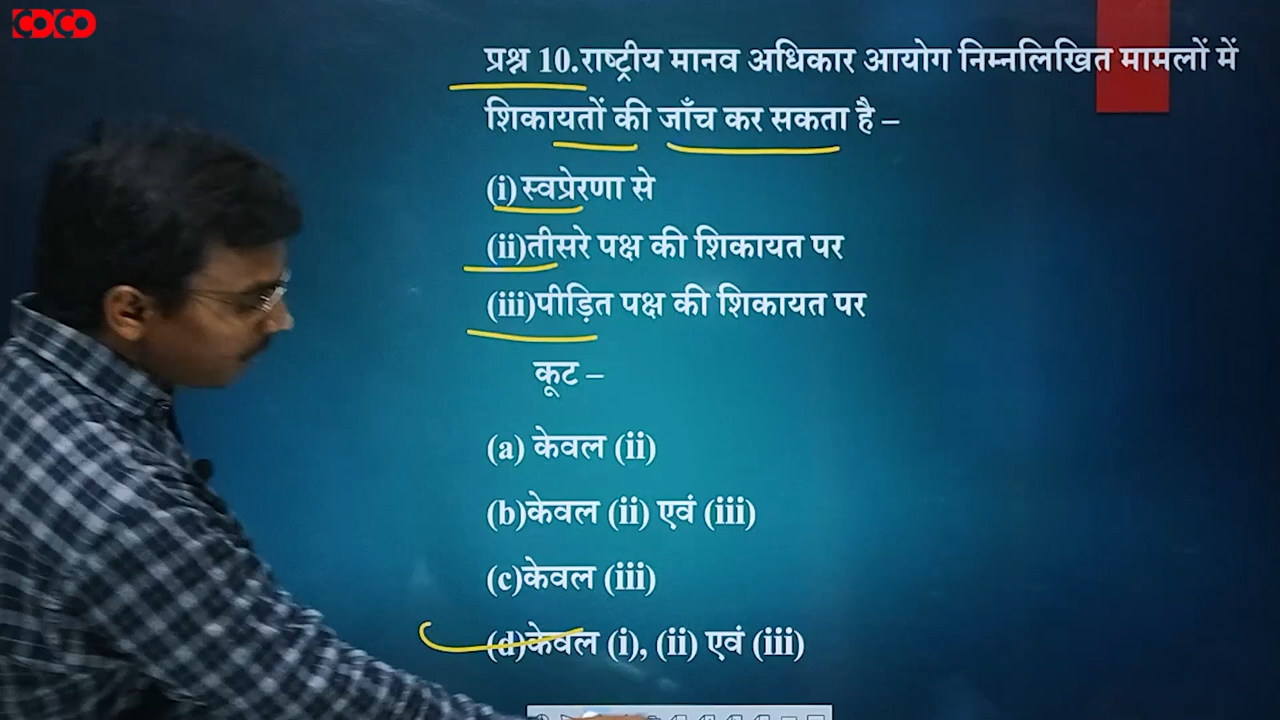 COCO
प्रश्न 10.राष्ट्रीय मानव अधिकार आयोग निम्नलिखित मामलों में
शिकायतों की जाँच कर सकता है –
(i) स्वप्रेरणा से
(ii)तीसरे पक्ष की शिकायत पर
(iii)पीड़ित पक्ष की शिकायत पर
कूट –
(a) केवल (ii)
(b)केवल (ii) एवं (iii)
(c)केवल (iii)
(d)केवल (i), (ii) एवं (iii)